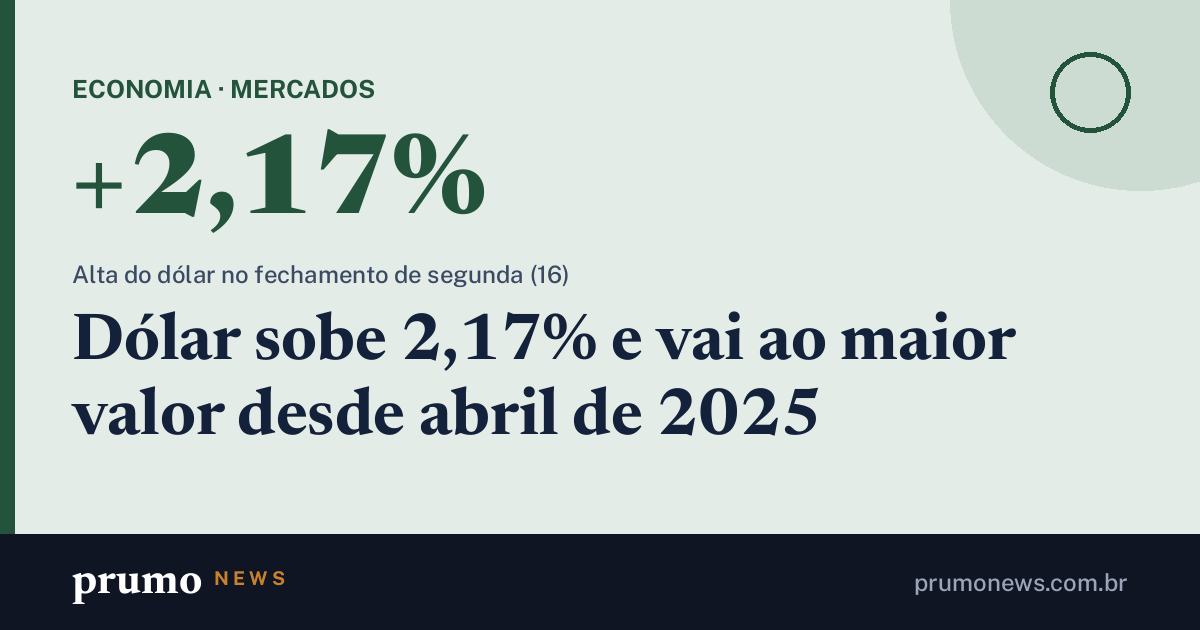 ECONOMIA · MERCADOS
+2,17%
Alta do dólar no fechamento de segunda (16)
Dólar sobe 2,17% e vai ao maior
valor desde abril de 2025
prumo NEWS
prumonews.com.br